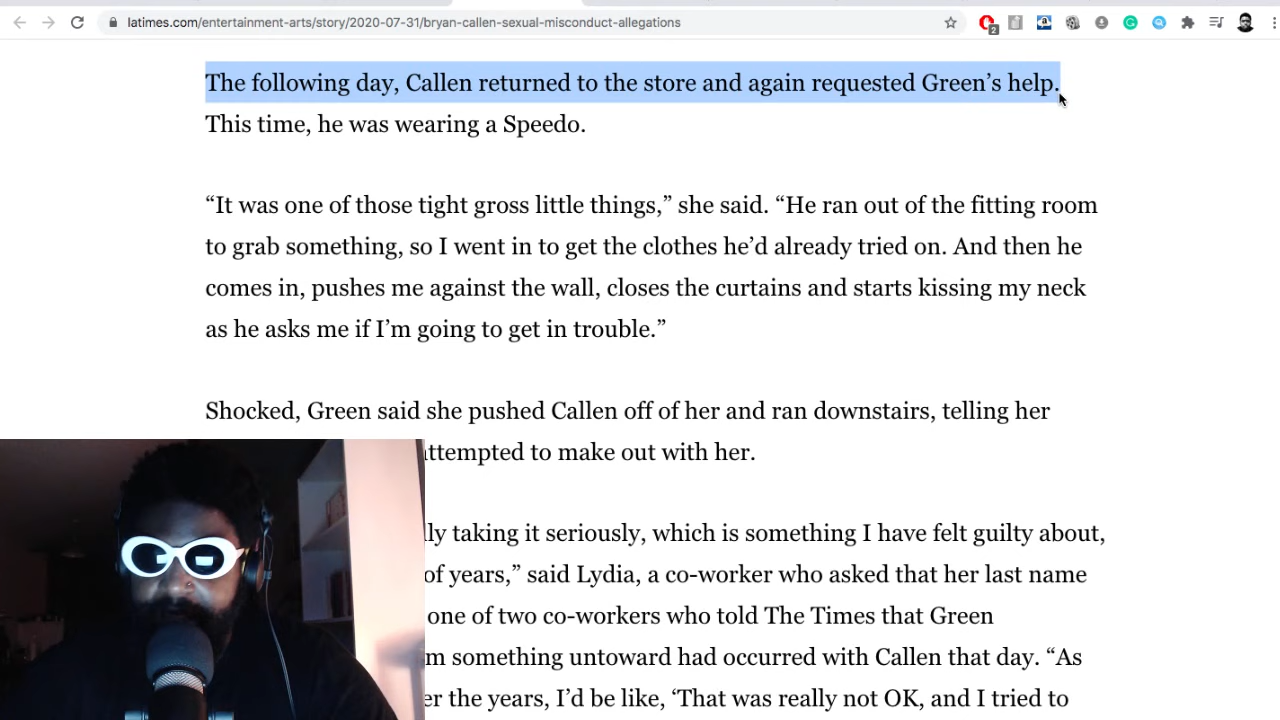 latimes.com/entertainment-arts/story/2020-07-31/bryan-callen-sexual-misconduct-allegations
2
The following day, Callen returned to the store and again requested Green’s help.
This time, he was wearing a Speedo.
“It was one of those tight gross little things,” she said. “He ran out of the fitting room
to grab something, so I went in to get the clothes he’d already tried on. And then he
comes in, pushes me against the wall, closes the curtains and starts kissing my neck
as he asks me if I’m going to get in trouble.”
Shocked, Green said she pushed Callen off of her and ran downstairs, telling her
to make out with her.
taking it seriously, which is something I have felt guilty about,
of years,” said Lydia, a co-worker who asked that her last name
one of two co-workers who told The Times that Green
something untoward had occurred with Callen that day. “As
the years, I’d be like, ‘That was really not OK, and I tried to